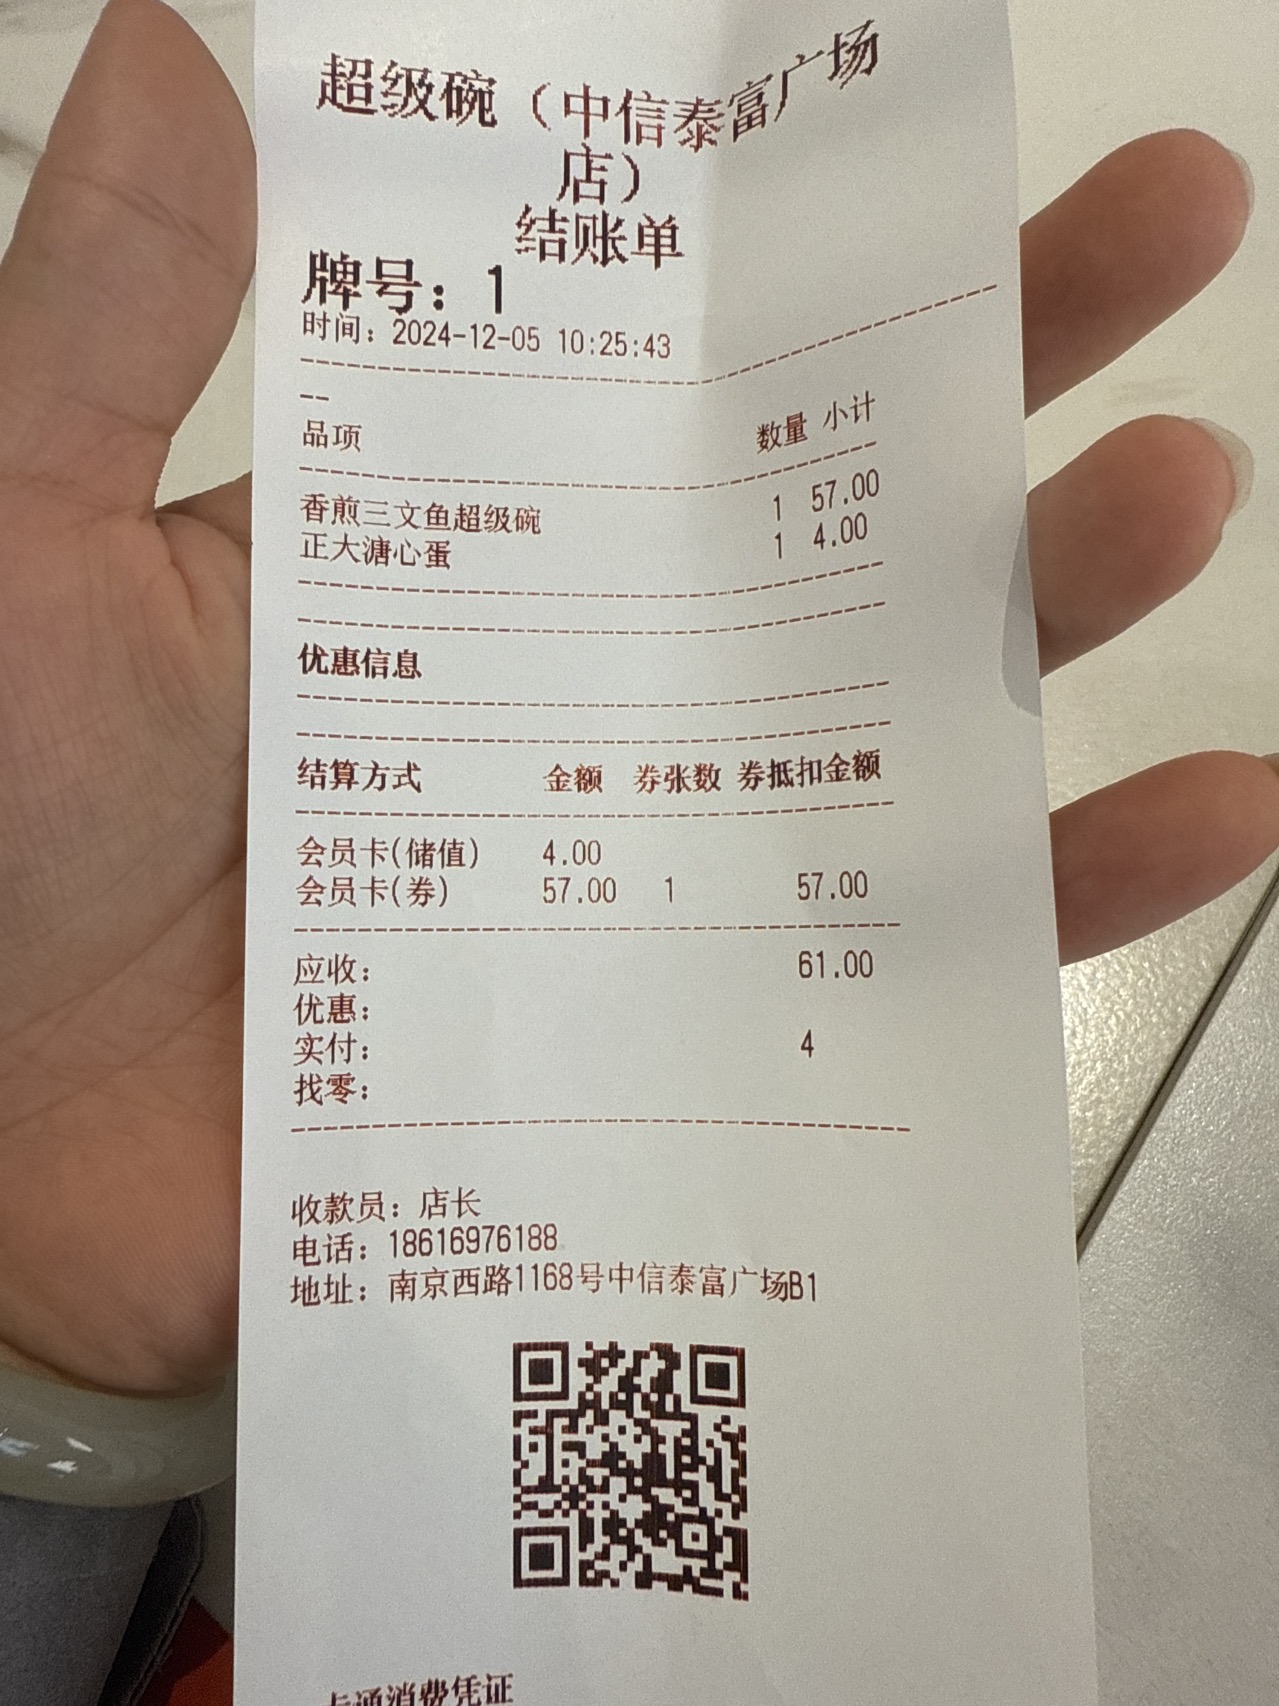 超级碗（中信泰富广场
店）
结账单
牌号：1
时间：2024-12-05 10:25:43
--
品项 数量 小计
香煎三文鱼超级碗 1 57.00
正大溏心蛋 1 4.00
优惠信息
结算方式 金额 券张数 券抵扣金额
会员卡(储值) 4.00
会员卡(券) 57.00 1 57.00
应收： 61.00
优惠：
实付： 4
找零：
收款员：店长
电话：18616976188
地址：南京西路1168号中信泰富广场B1
卡通消费凭证